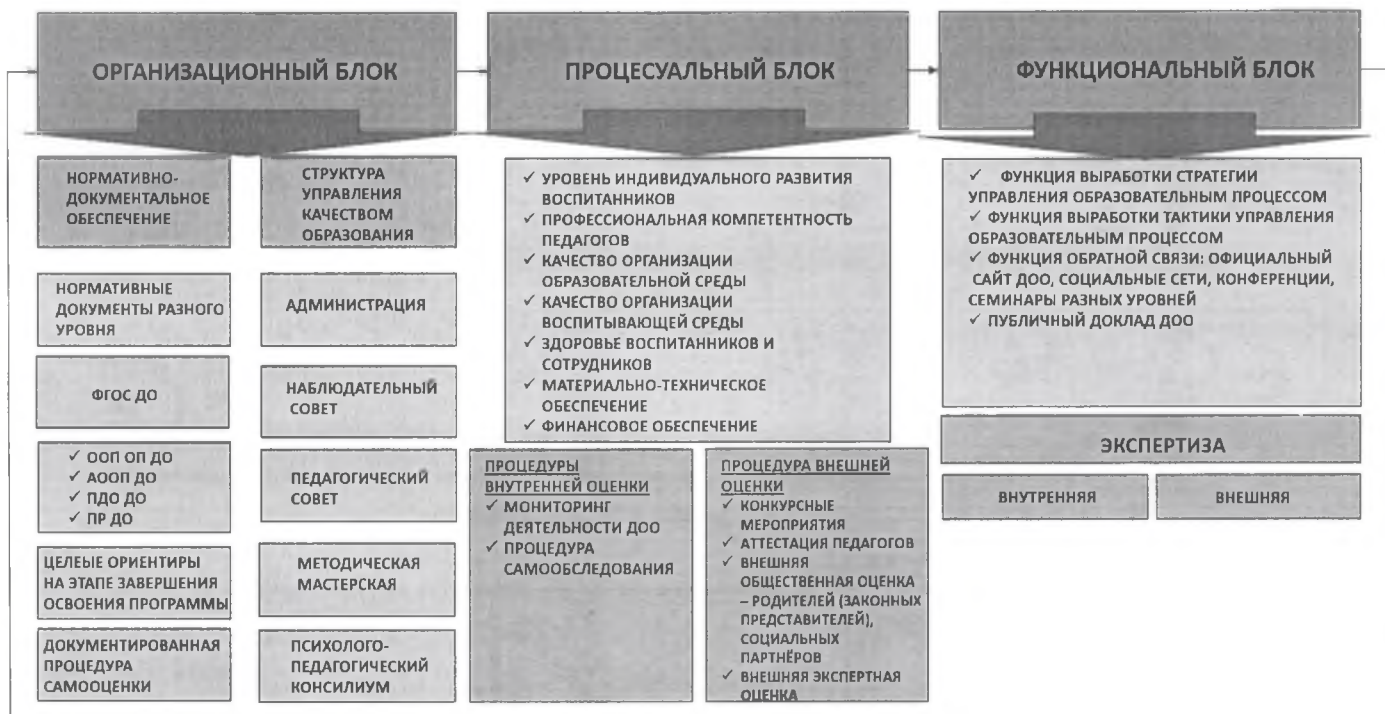 ОРГАНИЗАЦИОННЫЙ БЛОК
ПРОЦЕСУАЛЬНЫЙ БЛОК
ФУНКЦИОНАЛЬНЫЙ БЛОК
НОРМАТИВНО-
ДОКУМЕНТАЛЬНОЕ
ОБЕСПЕЧЕНИЕ
НОРМАТИВНЫЕ
ДОКУМЕНТЫ РАЗНОГО
УРОВНЯ
ФГОС ДО
✓ ООП ОП ДО
✓ АООП ДО
✓ ПДО ДО
✓ ПР ДО
ЦЕЛЕЫЕ ОРИЕНТИРЫ
НА ЭТАПЕ ЗАВЕРШЕНИЯ
ОСВОЕНИЯ ПРОГРАММЫ
ДОКУМЕНТИРОВАННАЯ
ПРОЦЕДУРА
САМООЦЕНКИ
СТРУКТУРА
УПРАВЛЕНИЯ
КАЧЕСТВОМ
ОБРАЗОВАНИЯ
АДМИНИСТРАЦИЯ
НАБЛЮДАТЕЛЬНЫЙ
СОВЕТ
ПЕДАГОГИЧЕСКИЙ
СОВЕТ
МЕТОДИЧЕСКАЯ
МАСТЕРСКАЯ
ПСИХОЛОГО-
ПЕДАГОГИЧЕСКИЙ
КОНСИЛИУМ
✓ УРОВЕНЬ ИНДИВИДУАЛЬНОГО РАЗВИТИЯ
ВОСПИТАННИКОВ
✓ ПРОФЕССИОНАЛЬНАЯ КОМПЕТЕНТНОСТЬ
ПЕДАГОГОВ
✓ КАЧЕСТВО ОРГАНИЗАЦИИ
ОБРАЗОВАТЕЛЬНОЙ СРЕДЫ
✓ КАЧЕСТВО ОРГАНИЗАЦИИ
ВОСПИТЫВАЮЩЕЙ СРЕДЫ
✓ ЗДОРОВЬЕ ВОСПИТАННИКОВ И
СОТРУДНИКОВ
✓ МАТЕРИАЛЬНО-ТЕХНИЧЕСКОЕ
ОБЕСПЕЧЕНИЕ
✓ ФИНАНСОВОЕ ОБЕСПЕЧЕНИЕ
ПРОЦЕДУРЫ
ВНУТРЕННЕЙ ОЦЕНКИ
✓ МОНИТОРИНГ
ДЕЯТЕЛЬНОСТИ ДОО
✓ ПРОЦЕДУРА
САМООБСЛЕДОВАНИЯ
ПРОЦЕДУРА ВНЕШНЕЙ
ОЦЕНКИ
✓ КОНКУРСНЫЕ
МЕРОПРИЯТИЯ
✓ АТТЕСТАЦИЯ ПЕДАГОГОВ
✓ ВНЕШНЯЯ
ОБЩЕСТВЕННАЯ ОЦЕНКА
– РОДИТЕЛЕЙ (ЗАКОННЫХ
ПРЕДСТАВИТЕЛЕЙ),
СОЦИАЛЬНЫХ
ПАРТНЁРОВ
✓ ВНЕШНЯЯ ЭКСПЕРТНАЯ
ОЦЕНКА
✓ ФУНКЦИЯ ВЫРАБОТКИ СТРАТЕГИИ
УПРАВЛЕНИЯ ОБРАЗОВАТЕЛЬНЫМ ПРОЦЕССОМ
✓ ФУНКЦИЯ ВЫРАБОТКИ ТАКТИКИ УПРАВЛЕНИЯ
ОБРАЗОВАТЕЛЬНЫМ ПРОЦЕССОМ
✓ ФУНКЦИЯ ОБРАТНОЙ СВЯЗИ: ОФИЦИАЛЬНЫЙ
САЙТ ДОО, СОЦИАЛЬНЫЕ СЕТИ, КОНФЕРЕНЦИИ,
СЕМИНАРЫ РАЗНЫХ УРОВНЕЙ
✓ ПУБЛИЧНЫЙ ДОКЛАД ДОО
ЭКСПЕРТИЗА
ВНУТРЕННЯЯ
ВНЕШНЯЯ